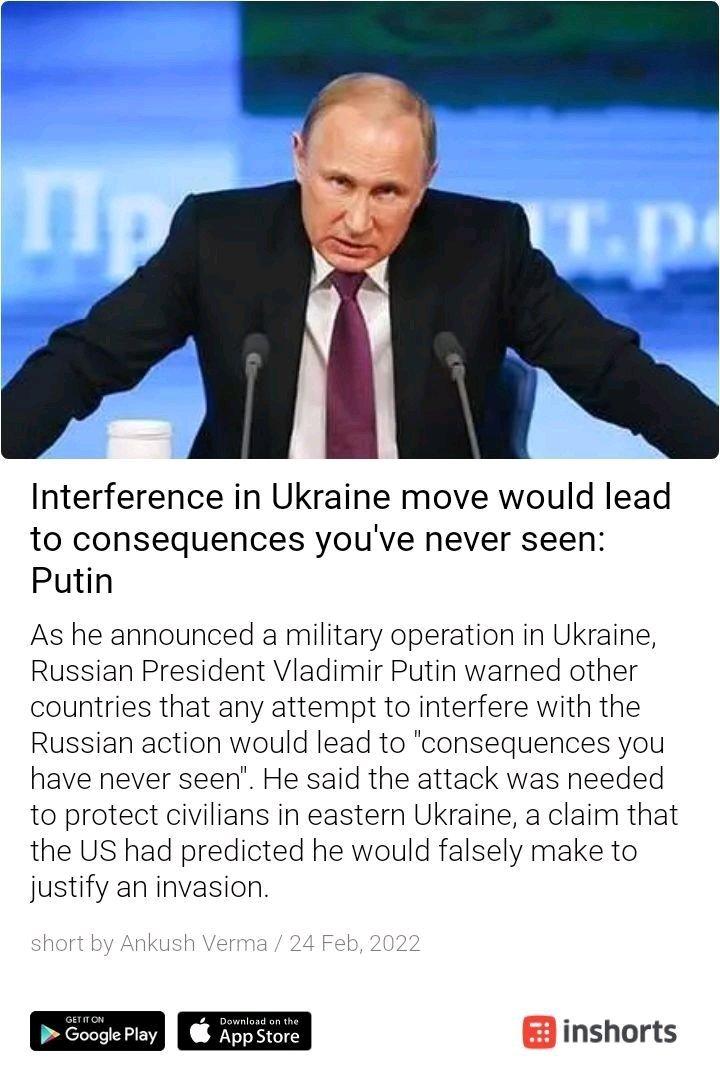 Пр
т.ро
Interference in Ukraine move would lead
to consequences you've never seen:
Putin
As he announced a military operation in Ukraine,
Russian President Vladimir Putin warned other
countries that any attempt to interfere with the
Russian action would lead to "consequences you
have never seen". He said the attack was needed
to protect civilians in eastern Ukraine, a claim that
the US had predicted he would falsely make to
justify an invasion.
short by Ankush Verma / 24 Feb, 2022
GET IT ON
Google Play
Download on the
App Store
inshorts